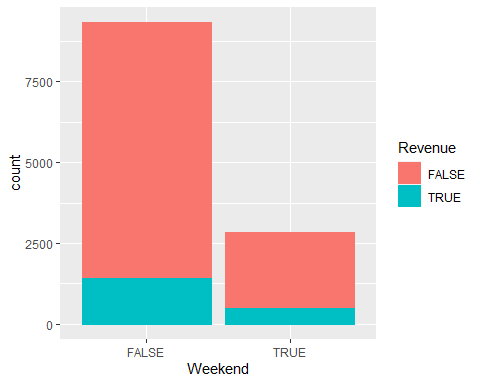 7500
5000
2500
0
count
FALSE TRUE
Weekend
Revenue
FALSE
TRUE